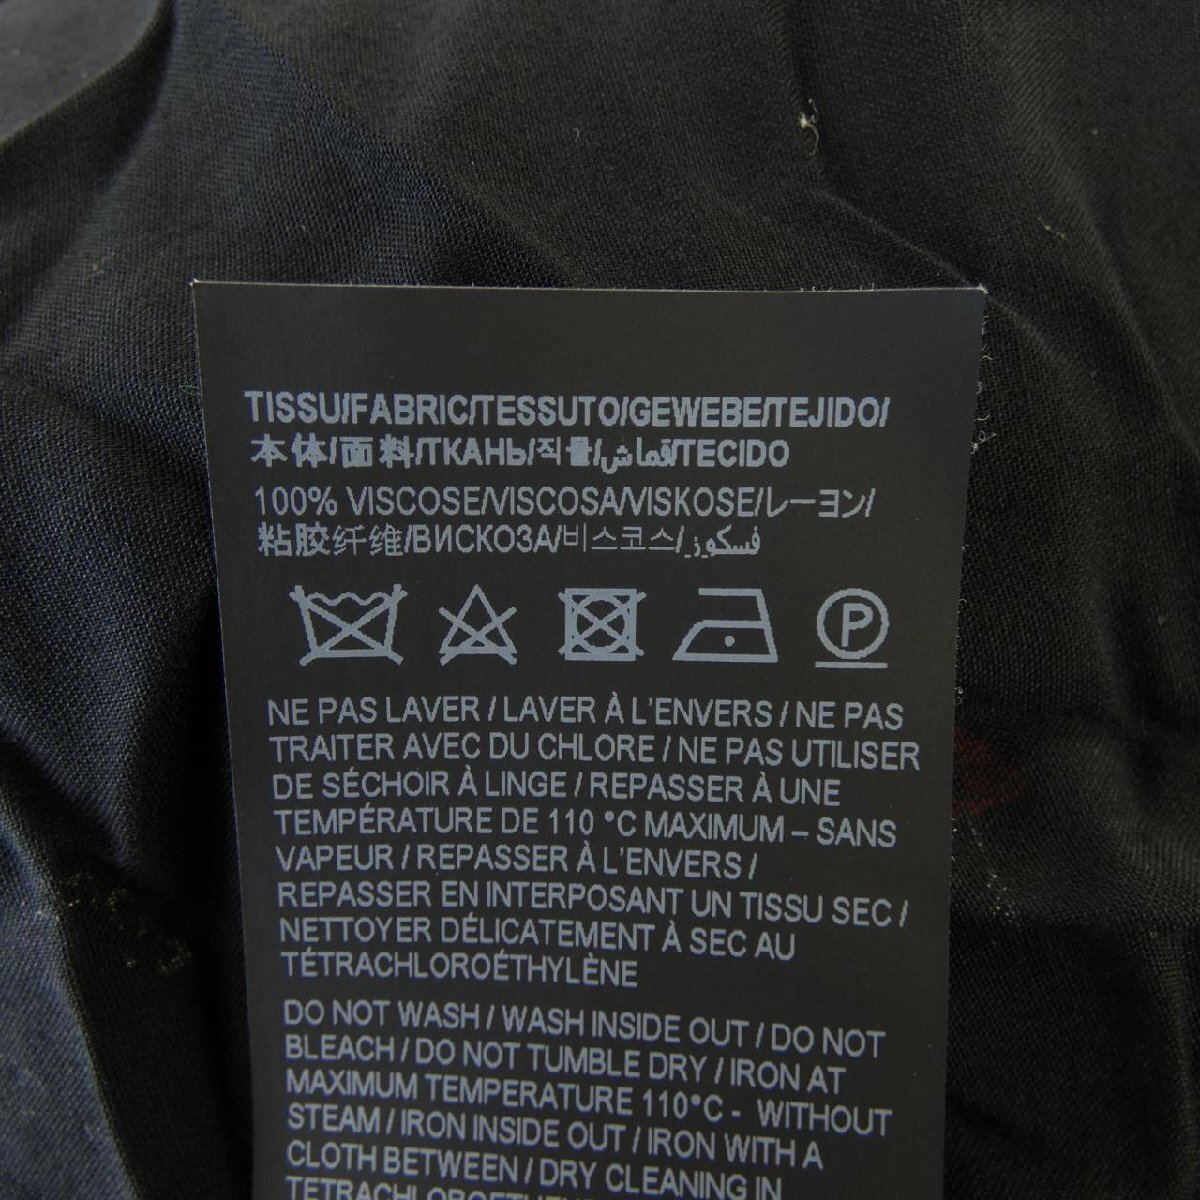 TISSU/FABRIC/TESSUTO/GEWEBE/TEJIDO/
本体/面料/ТКАНЬ/직물/قماش/TECIDO
100% VISCOSE/VISCOSA/VISKOSE/レーヨン/
粘胶纤维/ВИСКОЗА/비스코스/فسكوز
P
NE PAS LAVER / LAVER À L'ENVERS / NE PAS
TRAITER AVEC DU CHLORE / NE PAS UTILISER
DE SÉCHOIR À LINGE / REPASSER À UNE
TEMPÉRATURE DE 110 °C MAXIMUM – SANS
VAPEUR / REPASSER À L'ENVERS /
REPASSER EN INTERPOSANT UN TISSU SEC /
NETTOYER DÉLICATEMENT À SEC AU
TÉTRACHLOROÉTHYLÈNE
DO NOT WASH / WASH INSIDE OUT / DO NOT
BLEACH / DO NOT TUMBLE DRY / IRON AT
MAXIMUM TEMPERATURE 110°C - WITHOUT
STEAM / IRON INSIDE OUT / IRON WITH A
CLOTH BETWEEN / DRY CLEANING IN